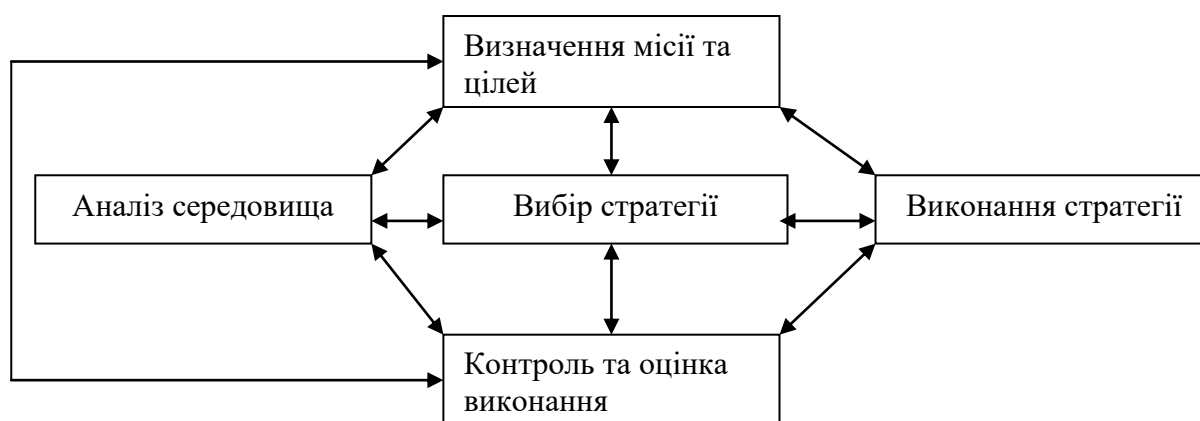 Визначення місії та
цілей
Аналіз середовища
Вибір стратегії
Виконання стратегії
Контроль та оцінка
виконання